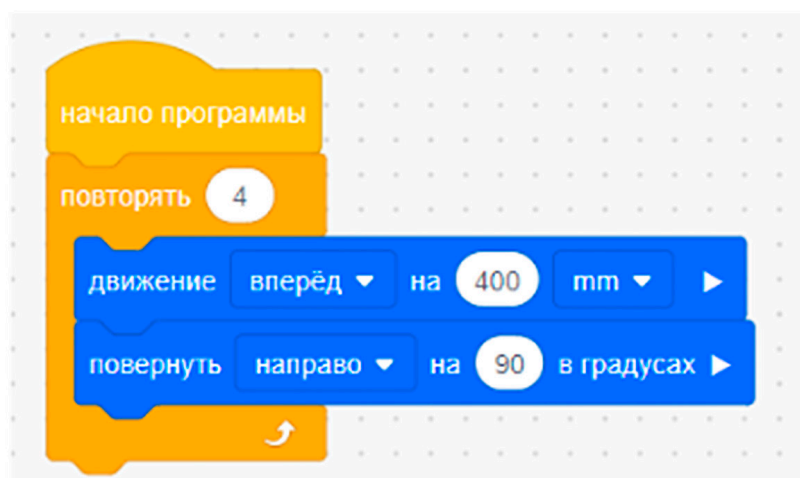 начало программы
повторять 4
движение вперёд на 400 mm
повернуть направо на 90 в градусах